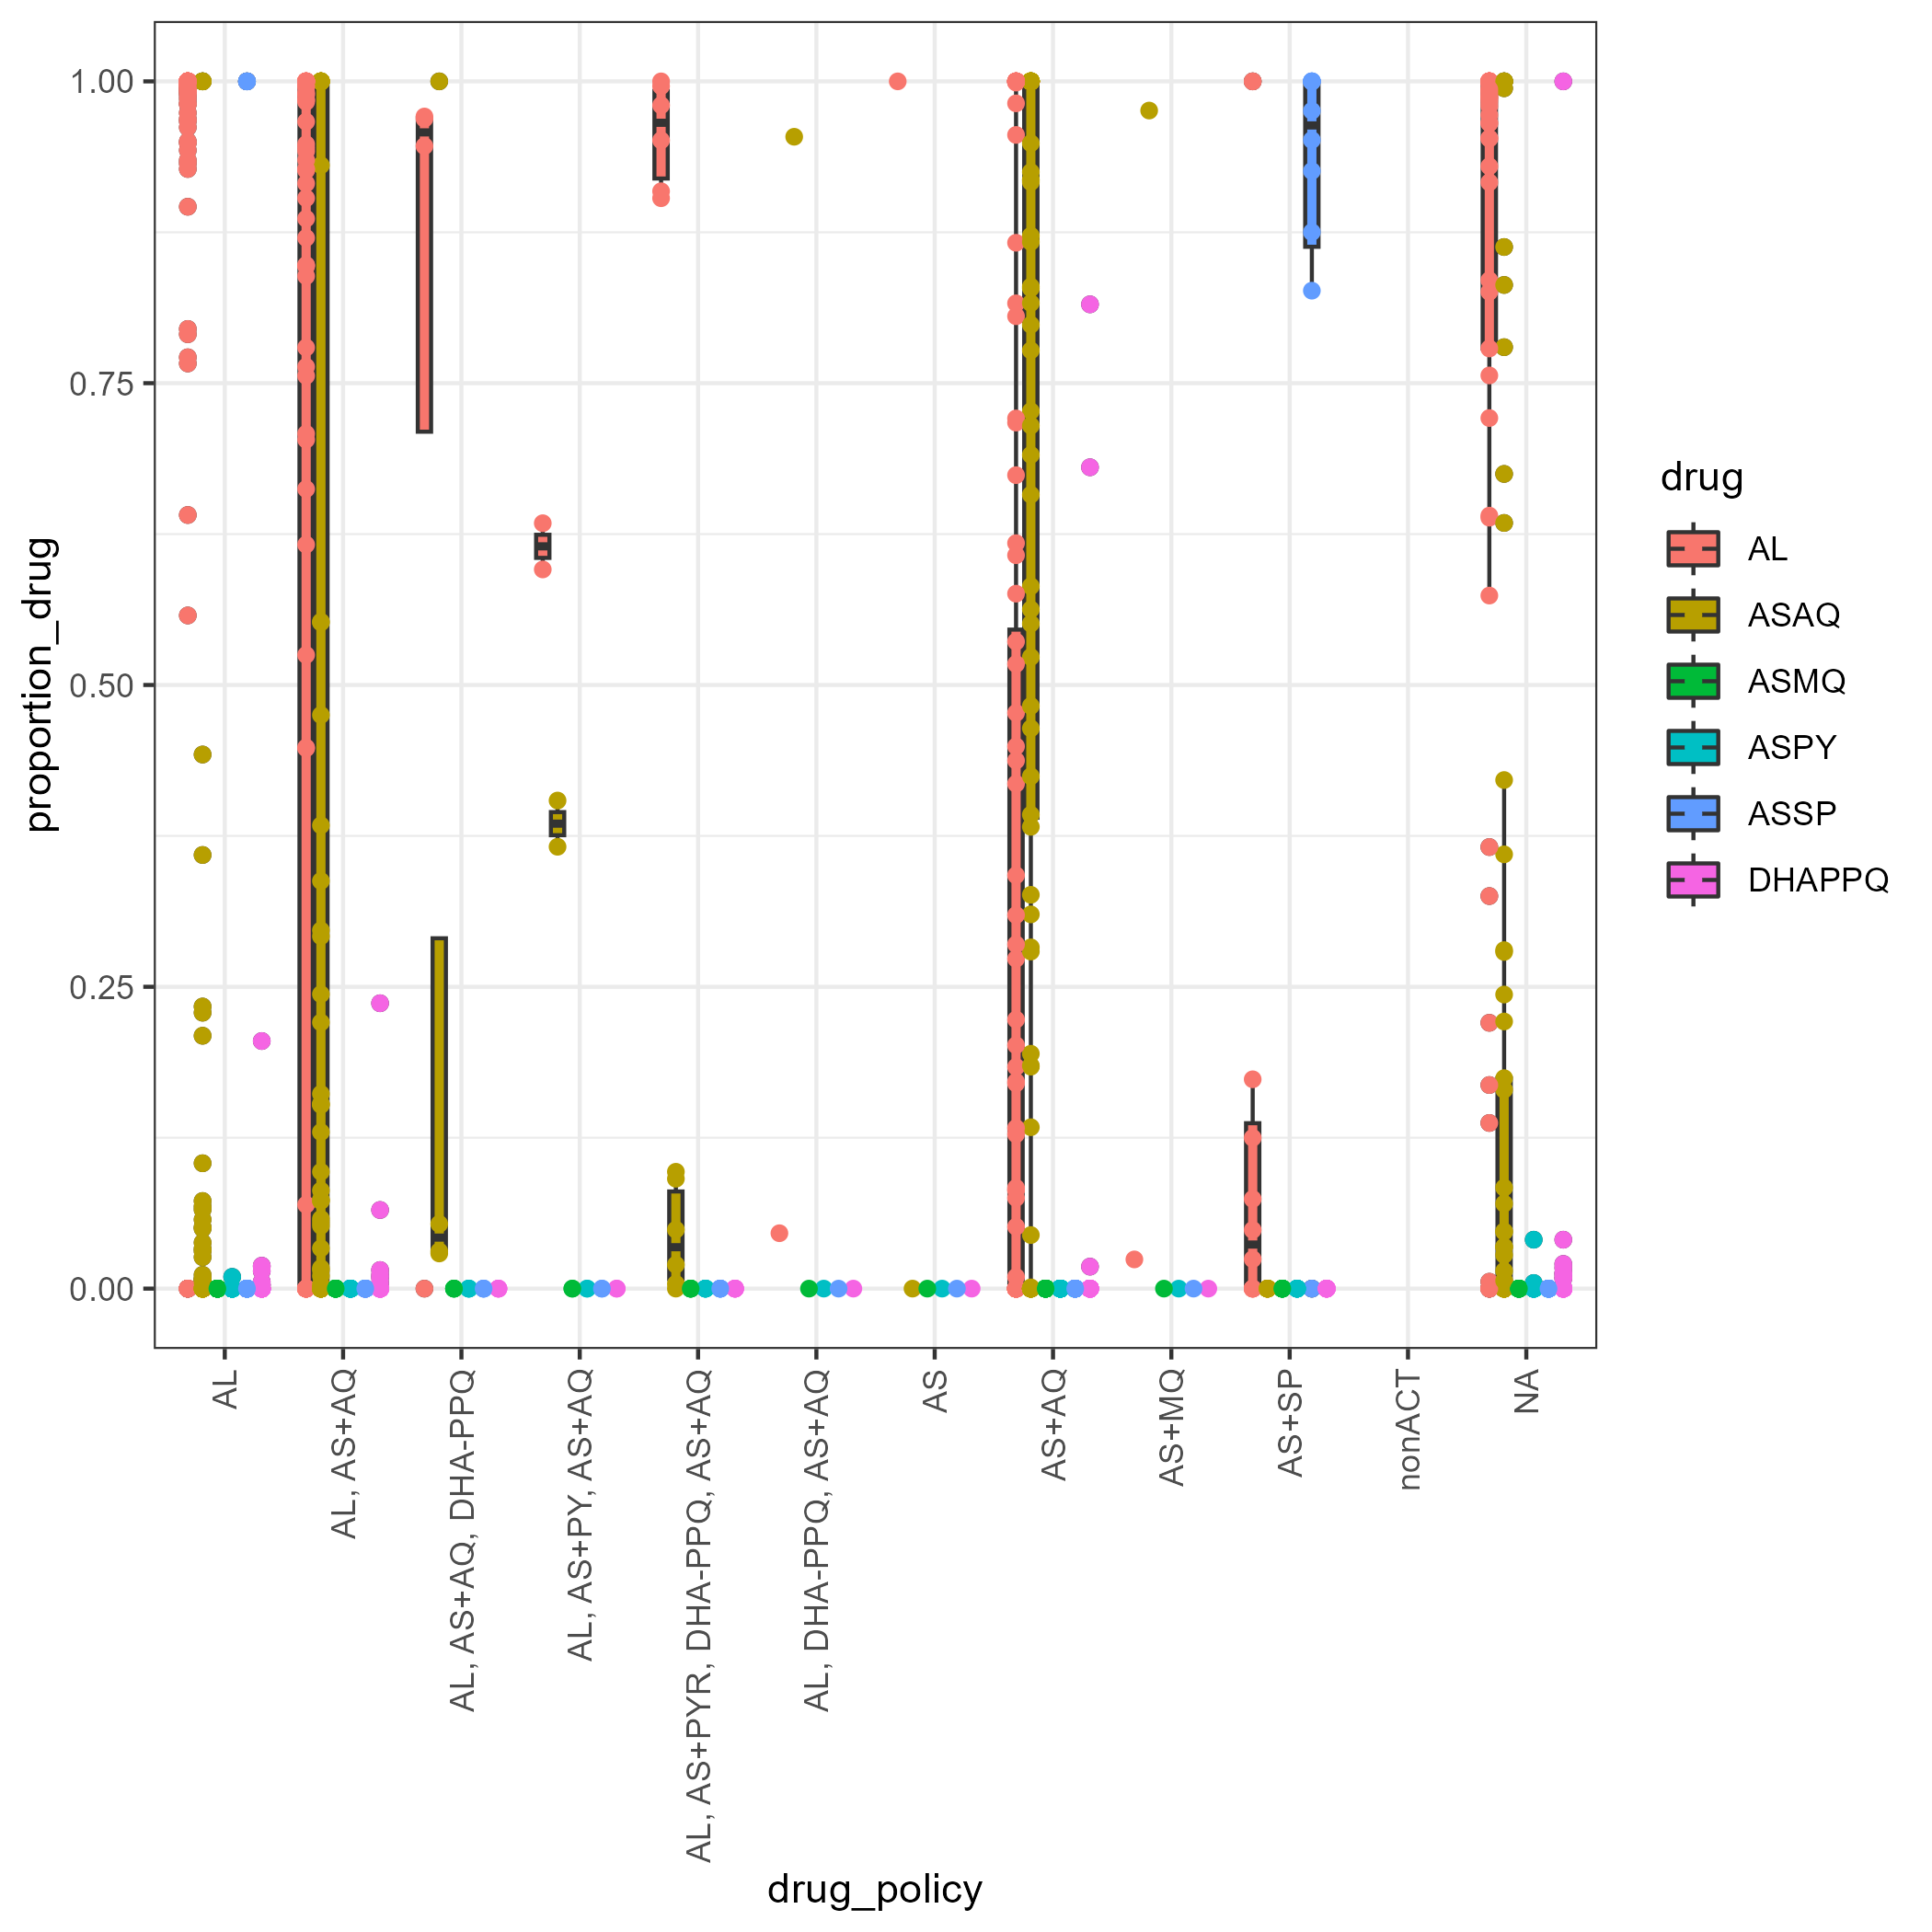 proportion_drug
1.00
0.75
0.50
0.25
0.00
AL
AL, AS+AQ
AL, AS+AQ, DHA-PPQ
AL, AS+PY, AS+AQ
AL, AS+PYR, DHA-PPQ, AS+AQ
AL, DHA-PPQ, AS+AQ
AS
AS+AQ
AS+MQ
AS+SP
nonACT
NA
drug_policy
drug
AL
ASAQ
ASMQ
ASPY
ASSP
DHAPPQ